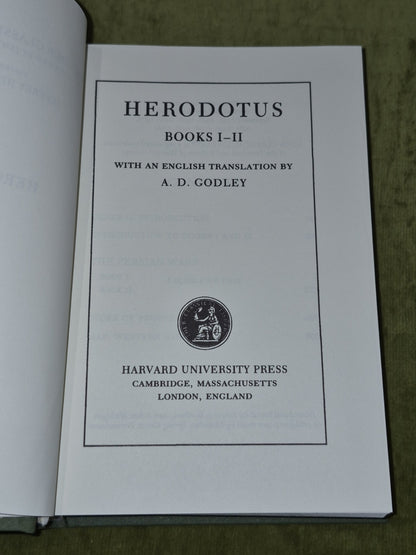 HERODOTUS
BOOKS I–II
WITH AN ENGLISH TRANSLATION BY
A. D. GODLEY
HARVARD UNIVERSITY PRESS
CAMBRIDGE, MASSACHUSETTS
LONDON, ENGLAND